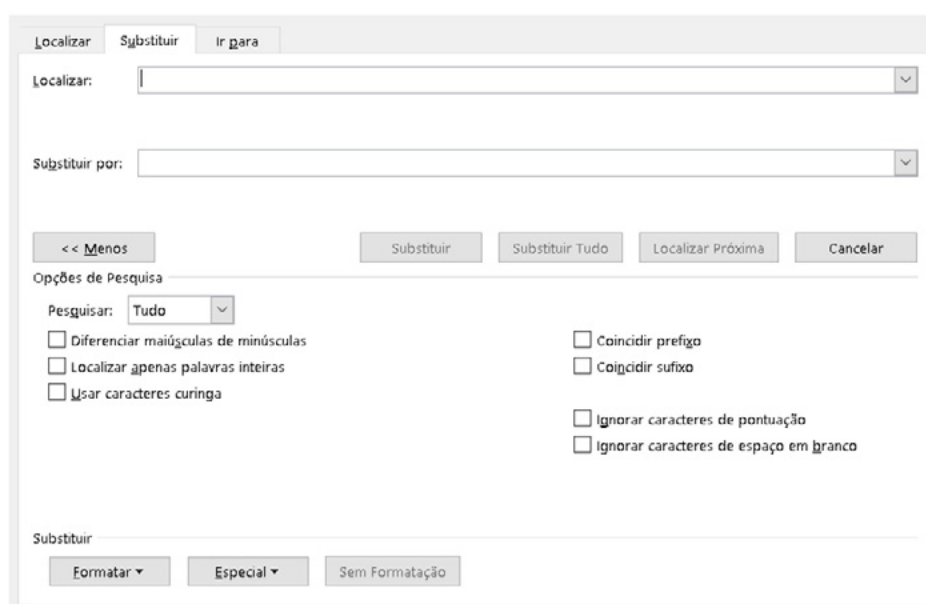 Localizar Substituir Ir para
Localizar:
Substituir por:
<< Menos Substituir Substituir Tudo Localizar Próxima Cancelar
Opções de Pesquisa
Pesquisar: Tudo
Diferenciar maiúsculas de minúsculas Coincidir prefixo
Localizar apenas palavras inteiras Coincidir sufixo
Usar caracteres curinga
Ignorar caracteres de pontuação
Ignorar caracteres de espaço em branco
Substituir
Formatar Especial Sem Formatação